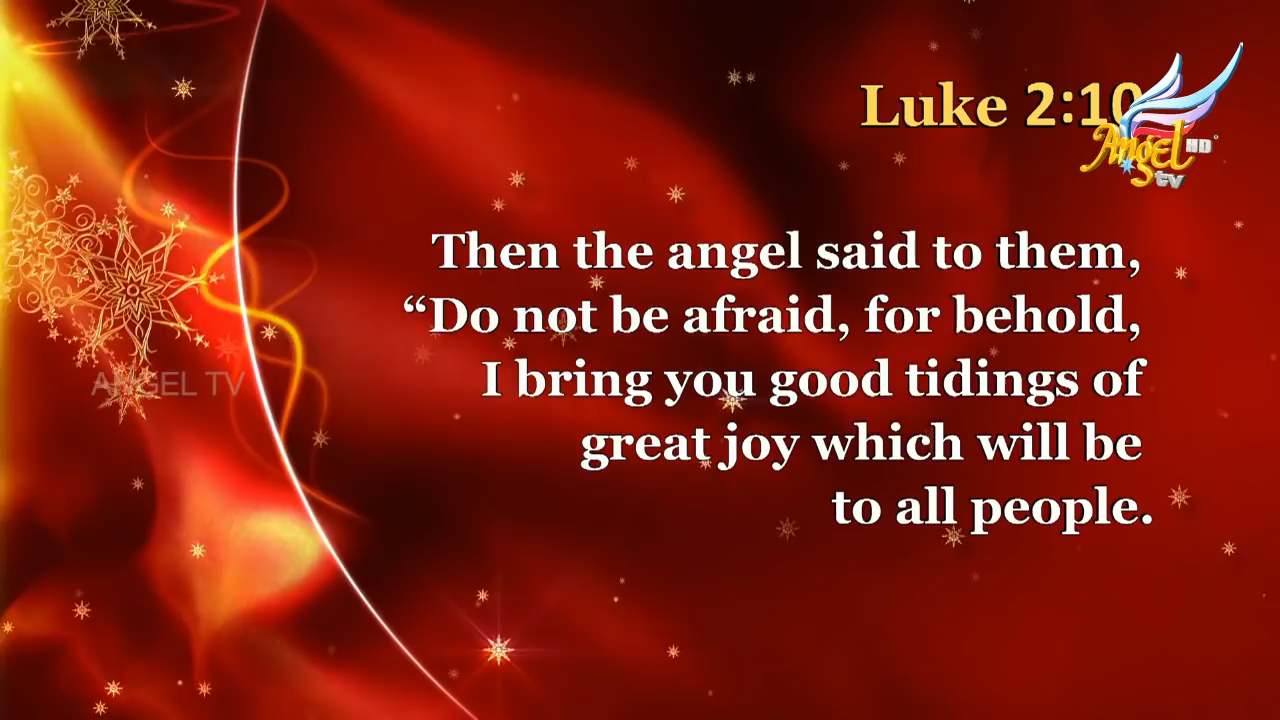 Luke 2:10
Angel HD
tv
Then the angel said to them,
“Do not be afraid, for behold,
I bring you good tidings of
ANGEL TV
great joy which will be
to all people.